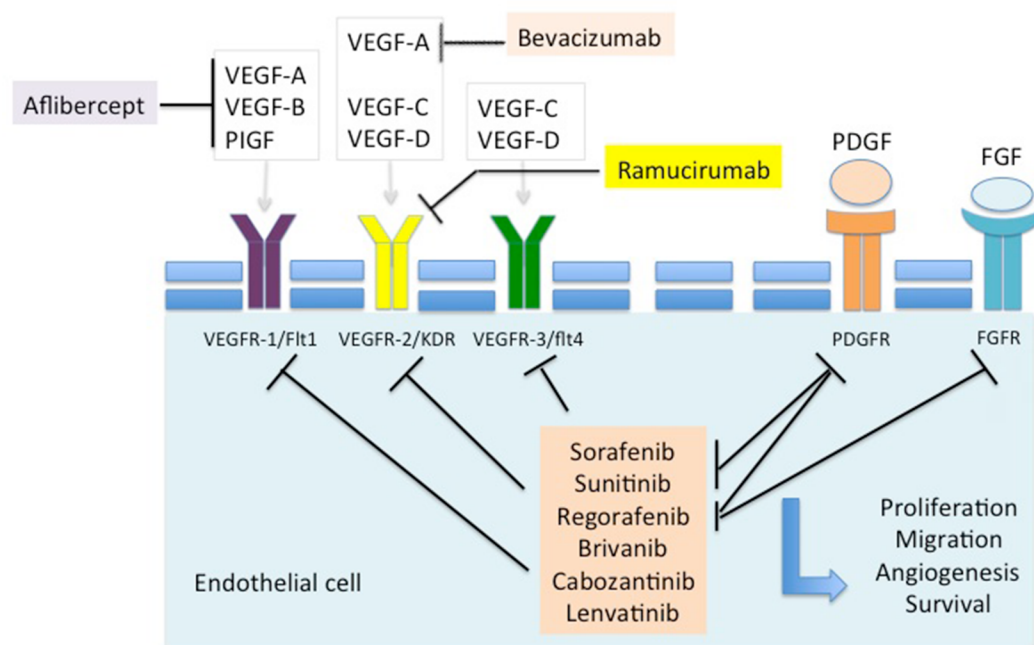 VEGF-A
Bevacizumab
Aflibercept
VEGF-A
VEGF-B
PIGF
VEGF-C
VEGF-D
VEGF-C
VEGF-D
Ramucirumab
PDGF
FGF
VEGFR-1/Flt1
VEGFR-2/KDR
VEGFR-3/flt4
PDGFR
FGFR
Sorafenib
Sunitinib
Regorafenib
Brivanib
Cabozantinib
Lenvatinib
Proliferation
Migration
Angiogenesis
Survival
Endothelial cell